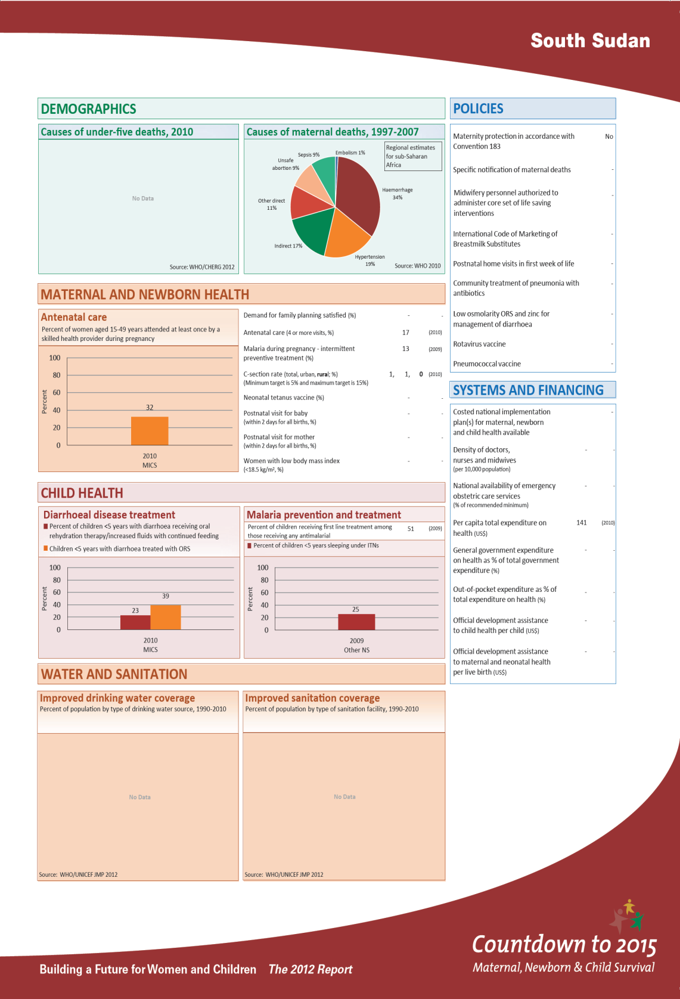 South Sudan
DEMOGRAPHICS
Causes of under-five deaths, 2010
No Data
Source: WHO/CHERG 2012
Causes of maternal deaths, 1997-2007
Regional estimates
for sub-Saharan
Africa
Embolism 1%
Sepsis 9%
Unsafe
abortion 9%
Haemorrhage
34%
Other direct
11%
Indirect 17%
Hypertension
19%
Source: WHO 2010
MATERNAL AND NEWBORN HEALTH
Antenatal care
Percent of women aged 15-49 years attended at least once by a
skilled health provider during pregnancy
Percent
100
80
60
40
20
0
32
2010
MICS
Demand for family planning satisfied (%) - -
Antenatal care (4 or more visits, %) 17 (2010)
Malaria during pregnancy - intermittent 13 (2009)
preventive treatment (%)
C-section rate (total, urban, rural; %) 1, 1, 0 (2010)
(Minimum target is 5% and maximum target is 15%)
Neonatal tetanus vaccine (%) - -
Postnatal visit for baby - -
(within 2 days for all births, %)
Postnatal visit for mother - -
(within 2 days for all births, %)
Women with low body mass index - -
(<18.5 kg/m², %)
CHILD HEALTH
Diarrhoeal disease treatment
Percent of children <5 years with diarrhoea receiving oral
rehydration therapy/increased fluids with continued feeding
Children <5 years with diarrhoea treated with ORS
Percent
100
80
60
40
20
0
23
39
2010
MICS
Malaria prevention and treatment
Percent of children receiving first line treatment among 51 (2009)
those receiving any antimalarial
Percent of children <5 years sleeping under ITNs
Percent
100
80
60
40
20
0
25
2009
Other NS
WATER AND SANITATION
Improved drinking water coverage
Percent of population by type of drinking water source, 1990-2010
No Data
Source: WHO/UNICEF JMP 2012
Improved sanitation coverage
Percent of population by type of sanitation facility, 1990-2010
No Data
Source: WHO/UNICEF JMP 2012
POLICIES
Maternity protection in accordance with No
Convention 183
Specific notification of maternal deaths -
Midwifery personnel authorized to -
administer core set of life saving
interventions
International Code of Marketing of -
Breastmilk Substitutes
Postnatal home visits in first week of life -
Community treatment of pneumonia with -
antibiotics
Low osmolarity ORS and zinc for -
management of diarrhoea
Rotavirus vaccine -
Pneumococcal vaccine -
SYSTEMS AND FINANCING
Costed national implementation -
plan(s) for maternal, newborn
and child health available
Density of doctors, - -
nurses and midwives
(per 10,000 population)
National availability of emergency - -
obstetric care services
(% of recommended minimum)
Per capita total expenditure on 141 (2010)
health (US$)
General government expenditure - -
on health as % of total government
expenditure (%)
Out-of-pocket expenditure as % of - -
total expenditure on health (%)
Official development assistance - -
to child health per child (US$)
Official development assistance - -
to maternal and neonatal health
per live birth (US$)
Building a Future for Women and Children The 2012 Report
Countdown to 2015
Maternal, Newborn & Child Survival